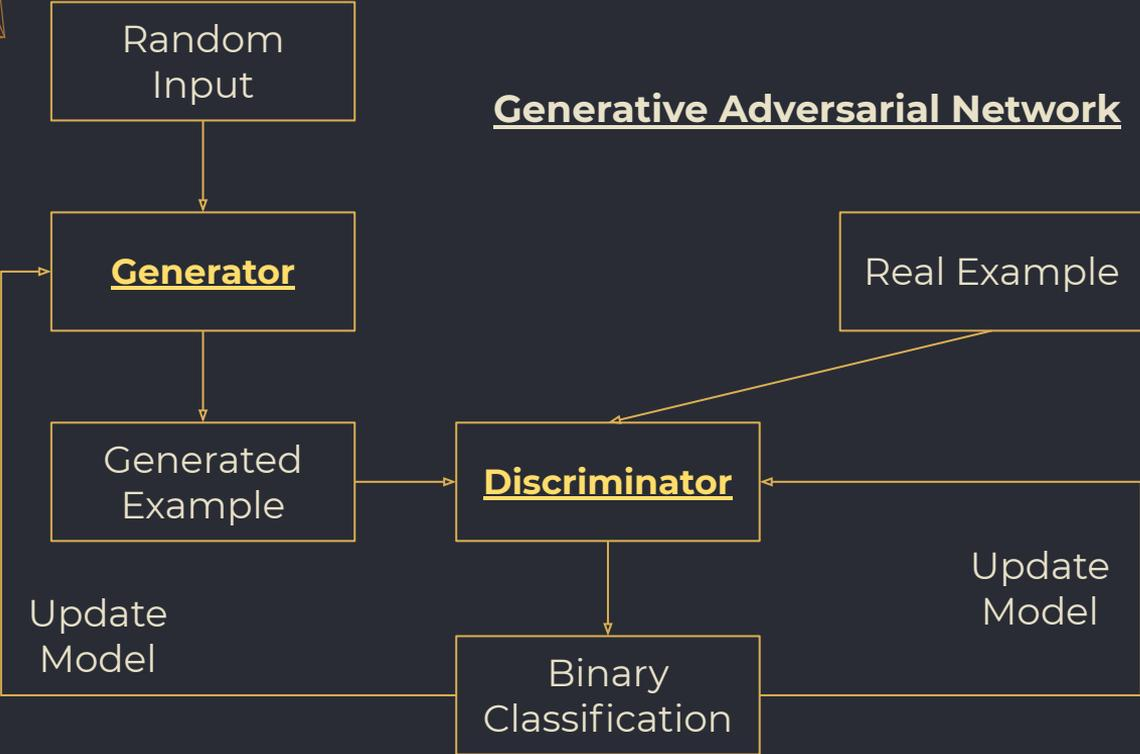 Random
Input
Generative Adversarial Network
Generator
Real Example
Generated
Example
Discriminator
Update
Model
Update
Model
Binary
Classification